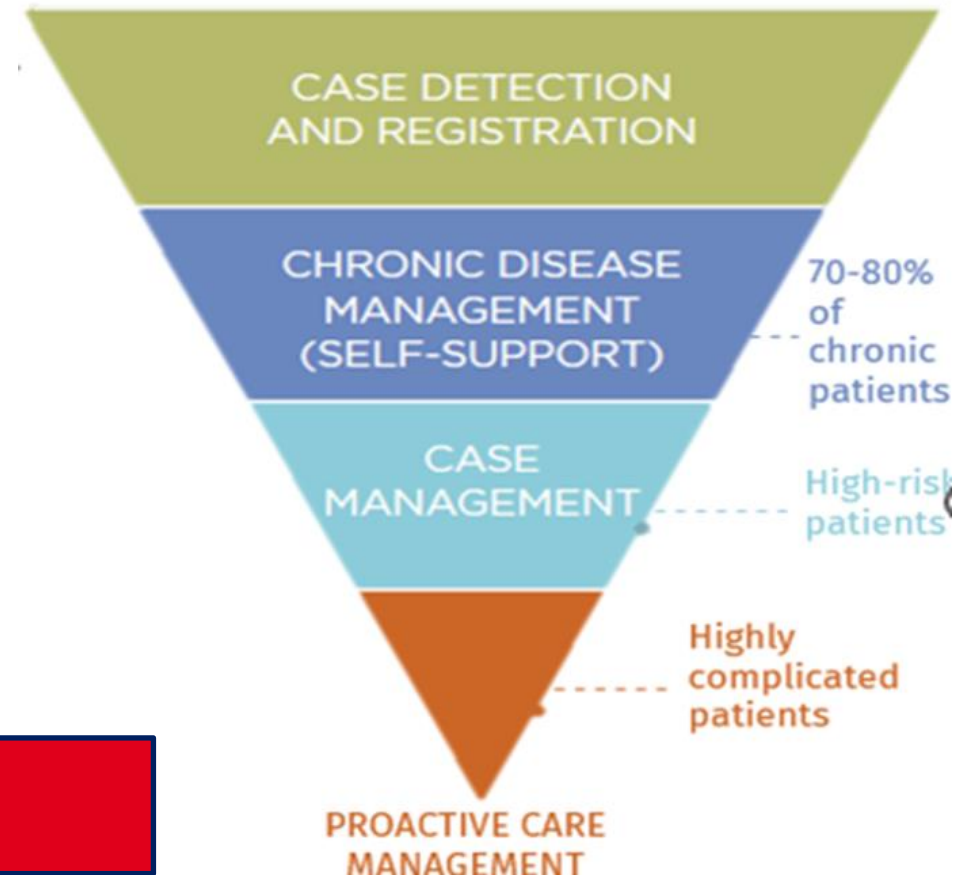 CASE DETECTION
AND REGISTRATION
CHRONIC DISEASE
MANAGEMENT
(SELF-SUPPORT)
70-80%
of
chronic
patients
CASE
MANAGEMENT
High-risk
patients
Highly
complicated
patients
PROACTIVE CARE
MANAGEMENT